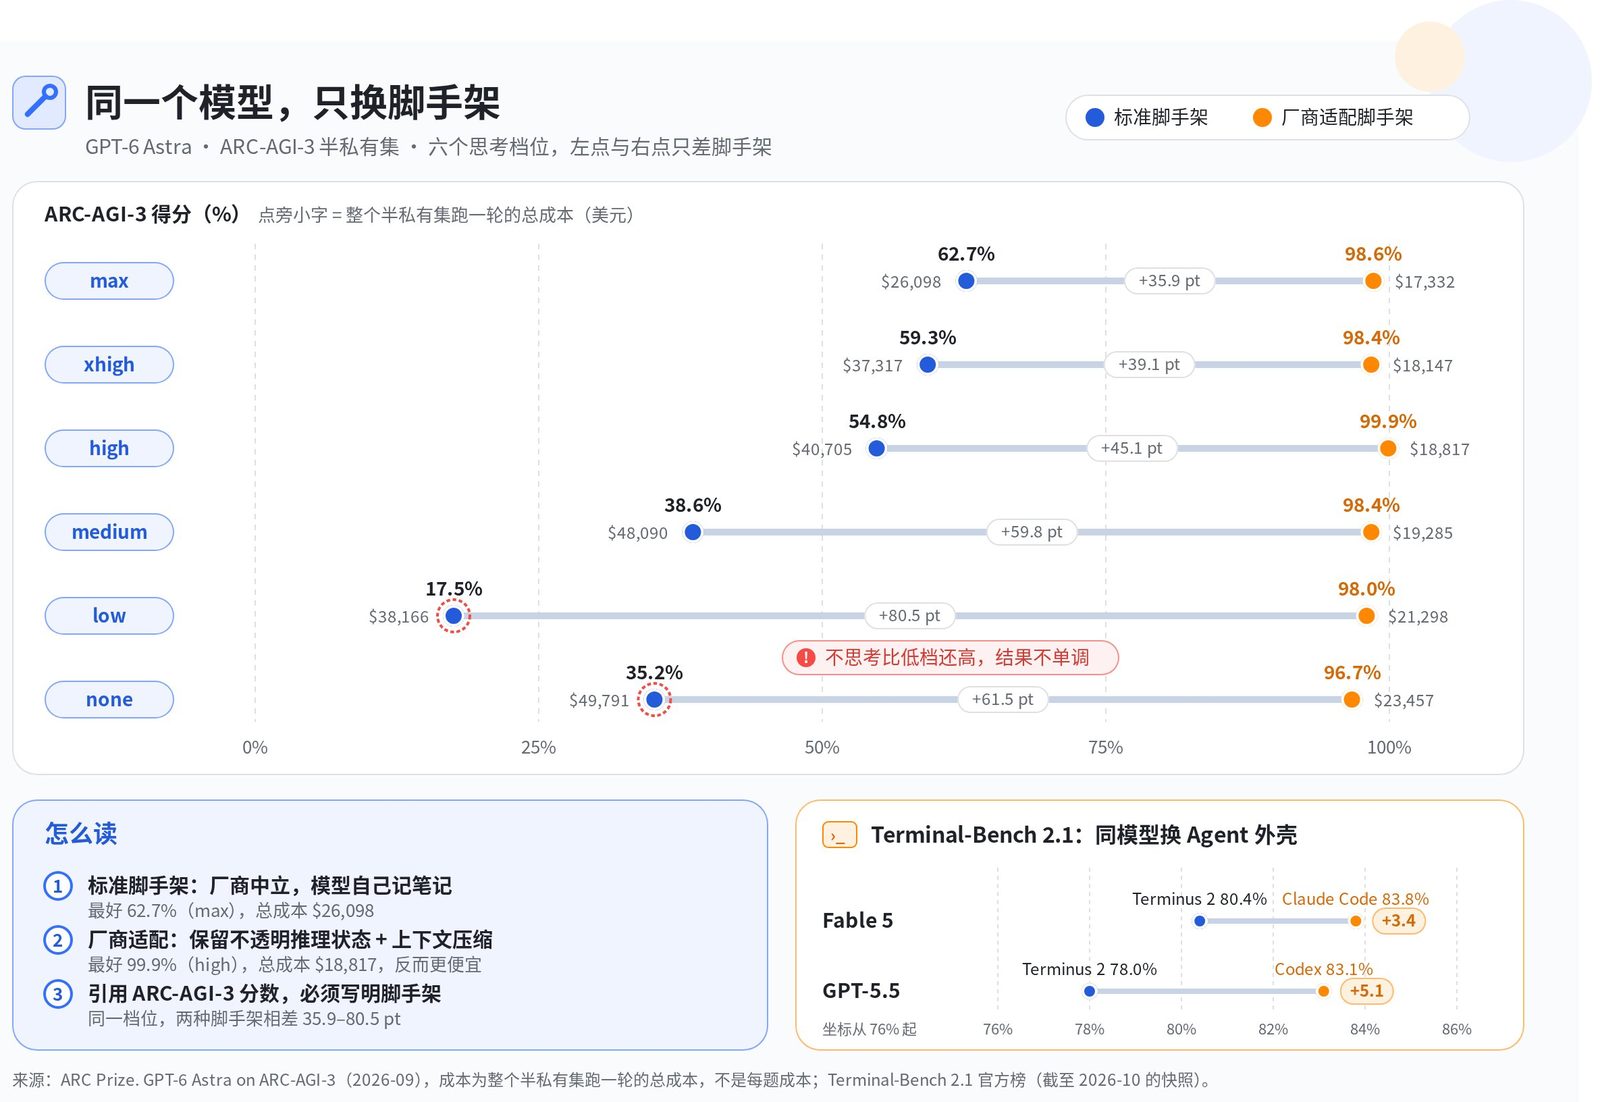 同一个模型，只换脚手架
GPT-6 Astra · ARC-AGI-3 半私有集 · 六个思考档位，左点与右点只差脚手架
标准脚手架 厂商适配脚手架
ARC-AGI-3 得分（%） 点旁小字 = 整个半私有集跑一轮的总成本（美元）
62.7% 98.6%
max $26,098 +35.9 pt $17,332
59.3% 98.4%
xhigh $37,317 +39.1 pt $18,147
54.8% 99.9%
high $40,705 +45.1 pt $18,817
38.6% 98.4%
medium $48,090 +59.8 pt $19,285
17.5% 98.0%
low $38,166 +80.5 pt $21,298
! 不思考比低档还高，结果不单调
35.2% 96.7%
none $49,791 +61.5 pt $23,457
0% 25% 50% 75% 100%
怎么读
1 标准脚手架：厂商中立，模型自己记笔记
最好 62.7%（max），总成本 $26,098
2 厂商适配：保留不透明推理状态 + 上下文压缩
最好 99.9%（high），总成本 $18,817，反而更便宜
3 引用 ARC-AGI-3 分数，必须写明脚手架
同一档位，两种脚手架相差 35.9–80.5 pt
›_ Terminal-Bench 2.1：同模型换 Agent 外壳
Terminus 2 80.4% Claude Code 83.8%
Fable 5 +3.4
Terminus 2 78.0% Codex 83.1%
GPT-5.5 +5.1
坐标从 76% 起 76% 78% 80% 82% 84% 86%
来源：ARC Prize. GPT-6 Astra on ARC-AGI-3（2026-09），成本为整个半私有集跑一轮的总成本，不是每题成本；Terminal-Bench 2.1 官方榜（截至 2026-10 的快照）。